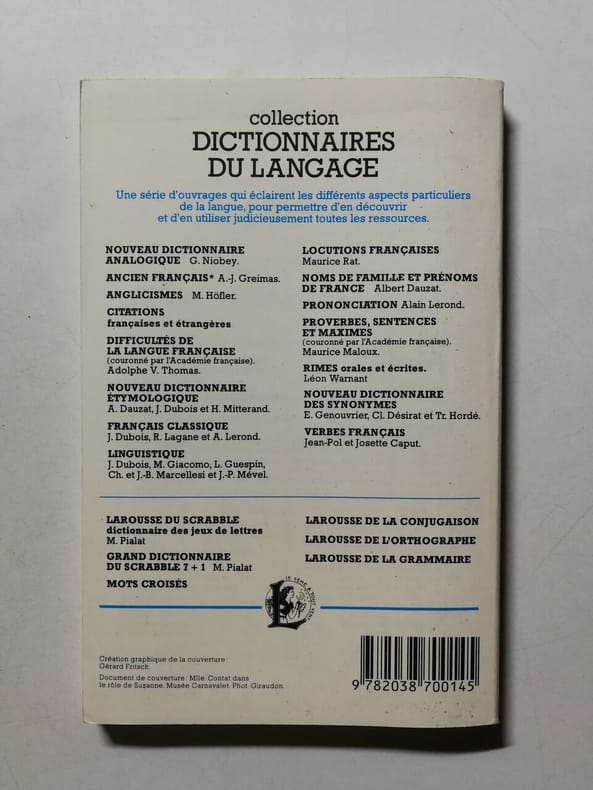 collection
DICTIONNAIRES
DU LANGAGE
Une série d'ouvrages qui éclairent les différents aspects particuliers
de la langue, pour permettre d'en découvrir
et d'en utiliser judicieusement toutes les ressources.
NOUVEAU DICTIONNAIRE
ANALOGIQUE G. Niobey.
ANCIEN FRANÇAIS* A.-J. Greimas.
ANGLICISMES M. Höfler.
CITATIONS
françaises et étrangères
DIFFICULTÉS DE
LA LANGUE FRANÇAISE
(couronné par l'Académie française).
Adolphe V. Thomas.
NOUVEAU DICTIONNAIRE
ÉTYMOLOGIQUE
A. Dauzat, J. Dubois et H. Mitterand.
FRANÇAIS CLASSIQUE
J. Dubois, R. Lagane et A. Lerond.
LINGUISTIQUE
J. Dubois, M. Giacomo, L. Guespin,
Ch. et J.-B. Marcellesi et J.-P. Mével.
LOCUTIONS FRANÇAISES
Maurice Rat.
NOMS DE FAMILLE ET PRÉNOMS
DE FRANCE Albert Dauzat.
PRONONCIATION Alain Lerond.
PROVERBES, SENTENCES
ET MAXIMES
(couronné par l'Académie française).
Maurice Maloux.
RIMES orales et écrites.
Léon Warnant
NOUVEAU DICTIONNAIRE
DES SYNONYMES
E. Genouvrier, Cl. Désirat et Tr. Hordé.
VERBES FRANÇAIS
Jean-Pol et Josette Caput.
LAROUSSE DU SCRABBLE
dictionnaire des jeux de lettres
M. Pialat
GRAND DICTIONNAIRE
DU SCRABBLE 7 + 1 M. Pialat
MOTS CROISÉS
LAROUSSE DE LA CONJUGAISON
LAROUSSE DE L'ORTHOGRAPHE
LAROUSSE DE LA GRAMMAIRE
JE SÈME À TOUT VENT
L
Création graphique de la couverture :
Gérard Fritsch.
Document de couverture : Mlle Contat dans
le rôle de Suzanne. Musée Carnavalet. Phot. Giraudon.
9 782038 700145